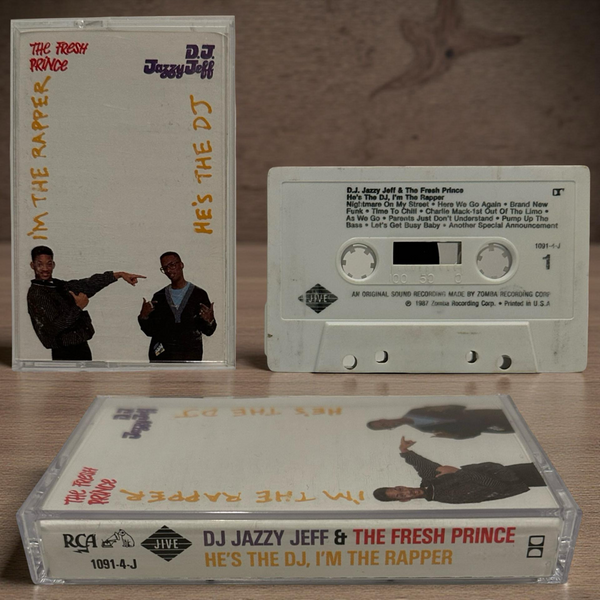 THE FRESH
PRINCE
D.J.
Jazzy Jeff
I'M THE RAPPER
HE'S THE DJ
D.J. Jazzy Jeff & The Fresh Prince
He's The DJ, I'm The Rapper
Nightmare On My Street • Here We Go Again • Brand New
Funk • Time To Chill • Charlie Mack-1st Out Of The Limo •
As We Go • Parents Just Don't Understand • Pump Up The
Bass • Let's Get Busy Baby • Another Special Announcement
1091-4-J
1
JIVE
AN ORIGINAL SOUND RECORDING MADE BY ZOMBA RECORDING CORP
℗ 1987 Zomba Recording Corp. • Printed in U.S.A
D.J.
Jazzy Jeff
HE'S THE DJ
THE FRESH
PRINCE
I'M THE RAPPER
RCA
JIVE
1091-4-J
DJ JAZZY JEFF & THE FRESH PRINCE
HE'S THE DJ, I'M THE RAPPER